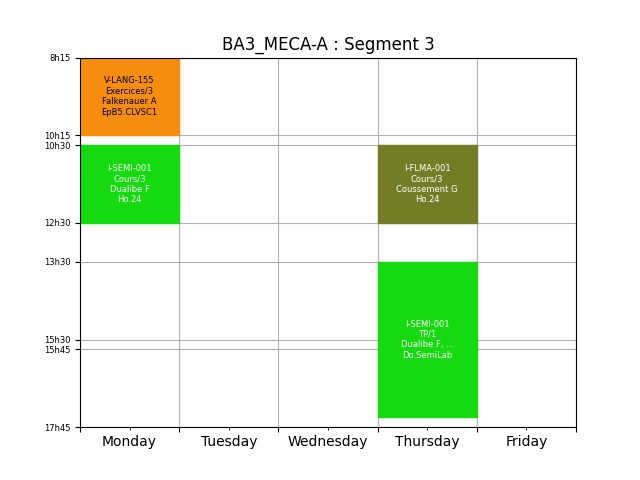 BA3_MECA-A : Segment 3
8h15
V-LANG-155
Exercices/3
Falkenauer A
EpB5.CLVSC1
10h15
10h30
I-SEMI-001
Cours/3
Dualibe F
Ho.24
I-FLMA-001
Cours/3
Coussement G
Ho.24
12h30
13h30
I-SEMI-001
TP/1
Dualibe F, ...
Do.SemiLab
15h30
15h45
17h45
Monday Tuesday Wednesday Thursday Friday